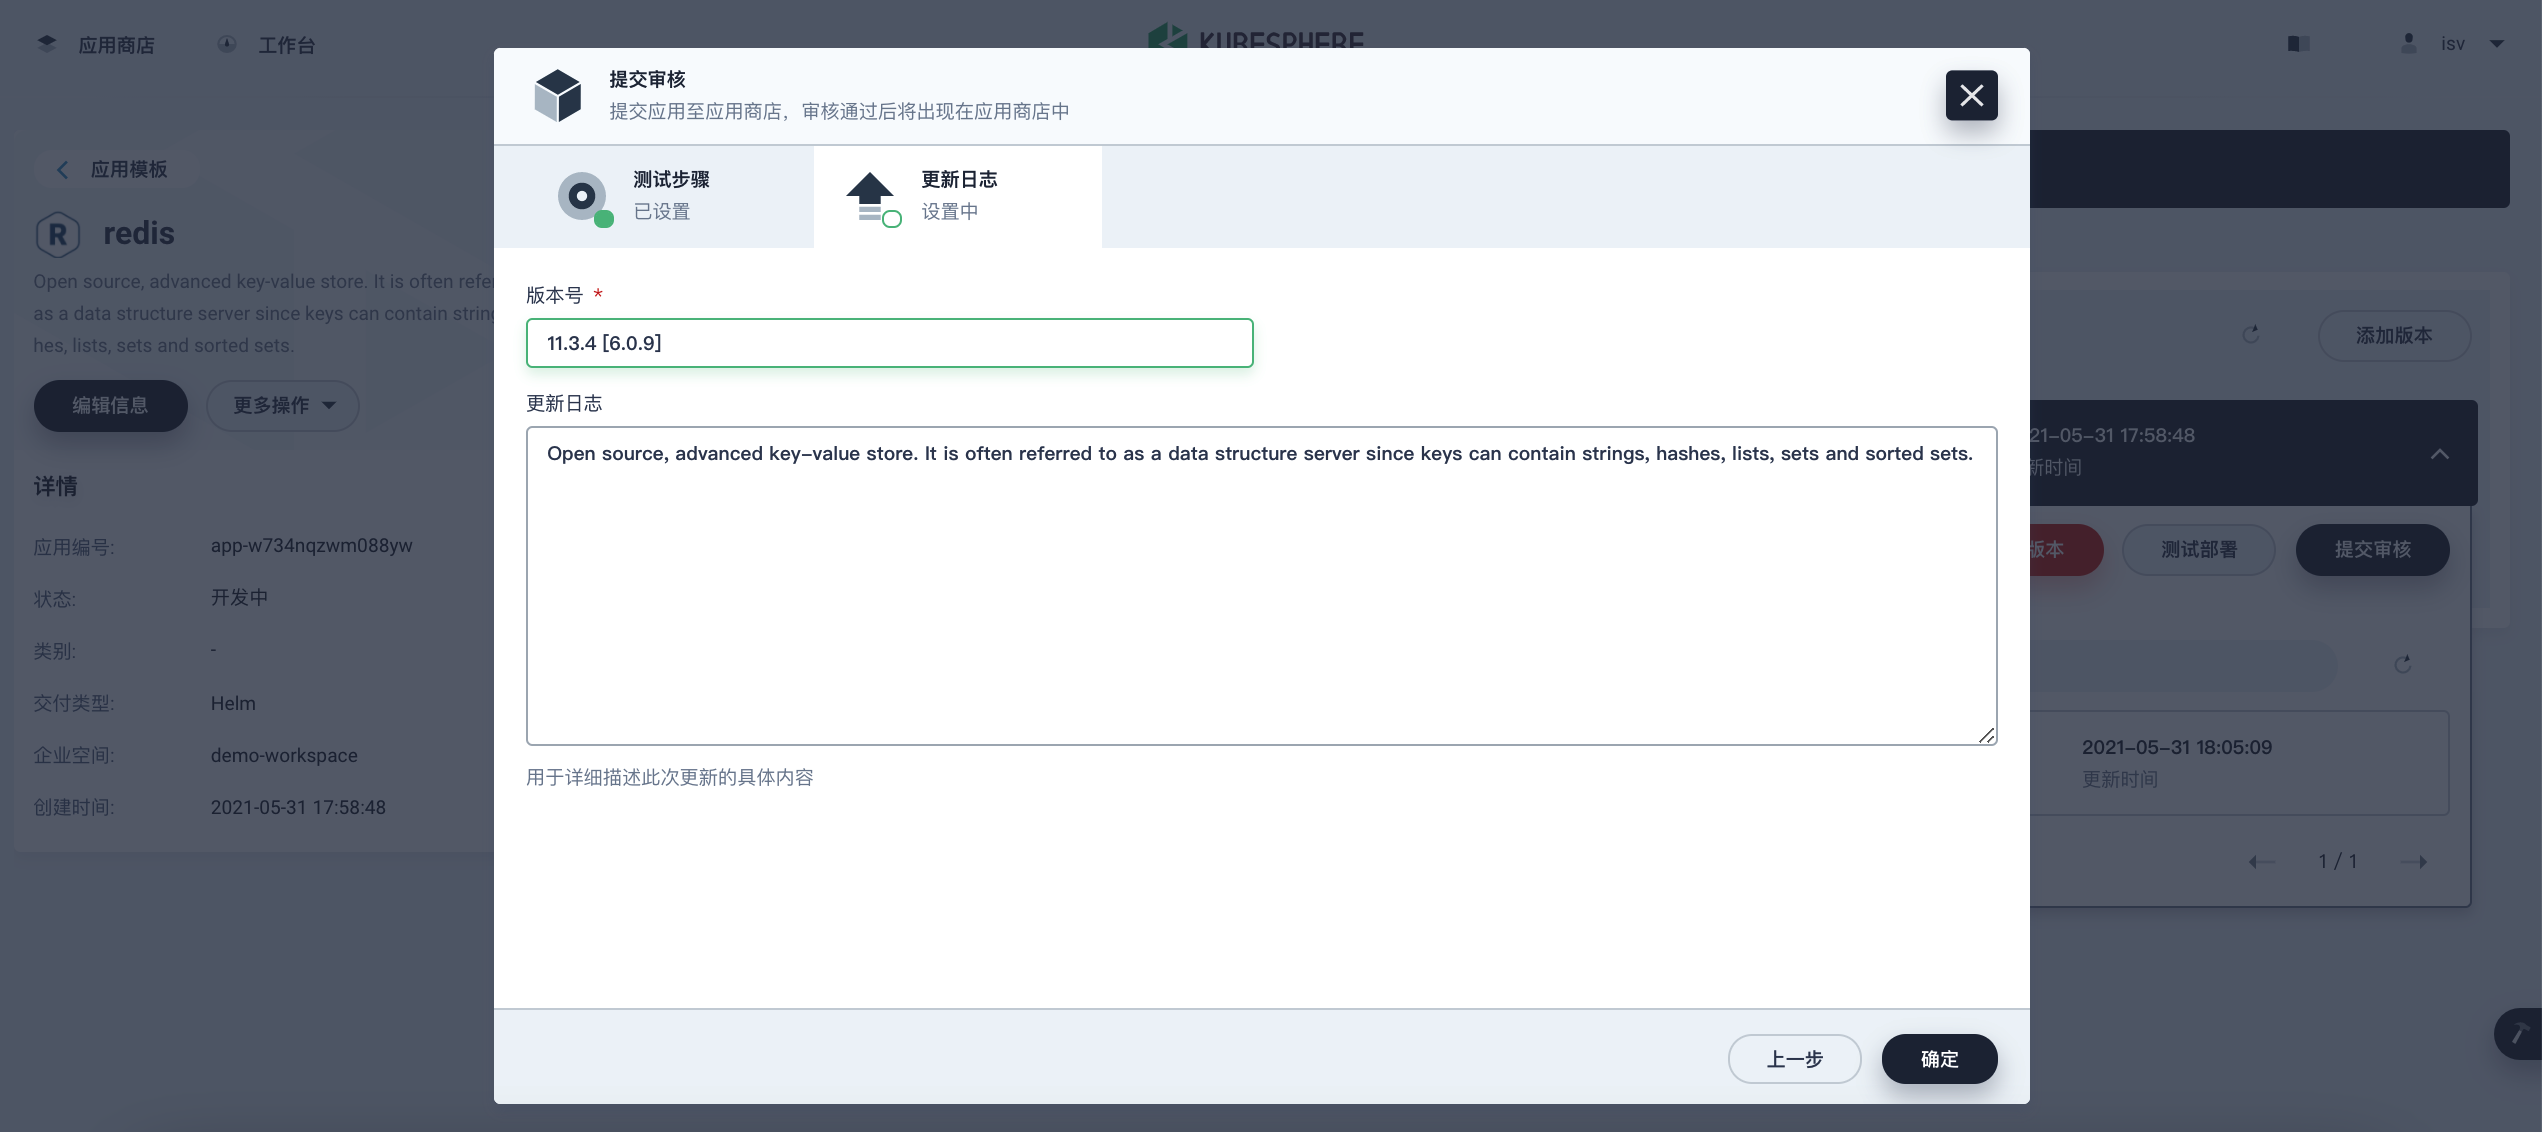 应用商店
工作台
KUBESPHERE
isv
应用模板
redis
Open source, advanced key-value store. It is often refer
as a data structure server since keys can contain string
hes, lists, sets and sorted sets.
编辑信息
更多操作
详情
应用编号:
app-w734nqzwm088yw
状态:
开发中
类别:
-
交付类型:
Helm
企业空间:
demo-workspace
创建时间:
2021-05-31 17:58:48
提交审核
提交应用至应用商店，审核通过后将出现在应用商店中
测试步骤
已设置
更新日志
设置中
版本号 *
11.3.4 [6.0.9]
更新日志
Open source, advanced key-value store. It is often referred to as a data structure server since keys can contain strings, hashes, lists, sets and sorted sets.
用于详细描述此次更新的具体内容
上一步
确定
添加版本
21-05-31 17:58:48
新时间
版本
测试部署
提交审核
2021-05-31 18:05:09
更新时间
1 / 1